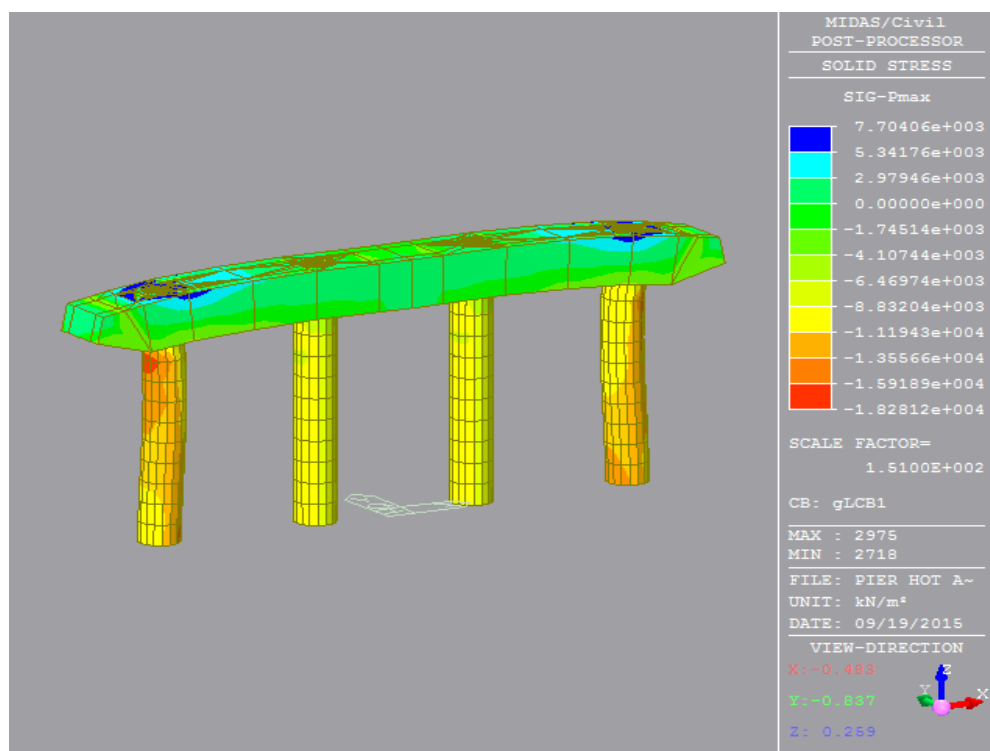 MIDAS/Civil
POST-PROCESSOR
SOLID STRESS
SIG-Pmax
7.70406e+003
5.34176e+003
2.97946e+003
0.00000e+000
-1.74514e+003
-4.10744e+003
-6.46974e+003
-8.83204e+003
-1.11943e+004
-1.35566e+004
-1.59189e+004
-1.82812e+004
SCALE FACTOR=
1.5100E+002
CB: gLCB1
MAX : 2975
MIN : 2718
FILE: PIER HOT A~
UNIT: kN/m²
DATE: 09/19/2015
VIEW-DIRECTION
X:-0.483
Y:-0.837
Z: 0.259
Z
Y
X